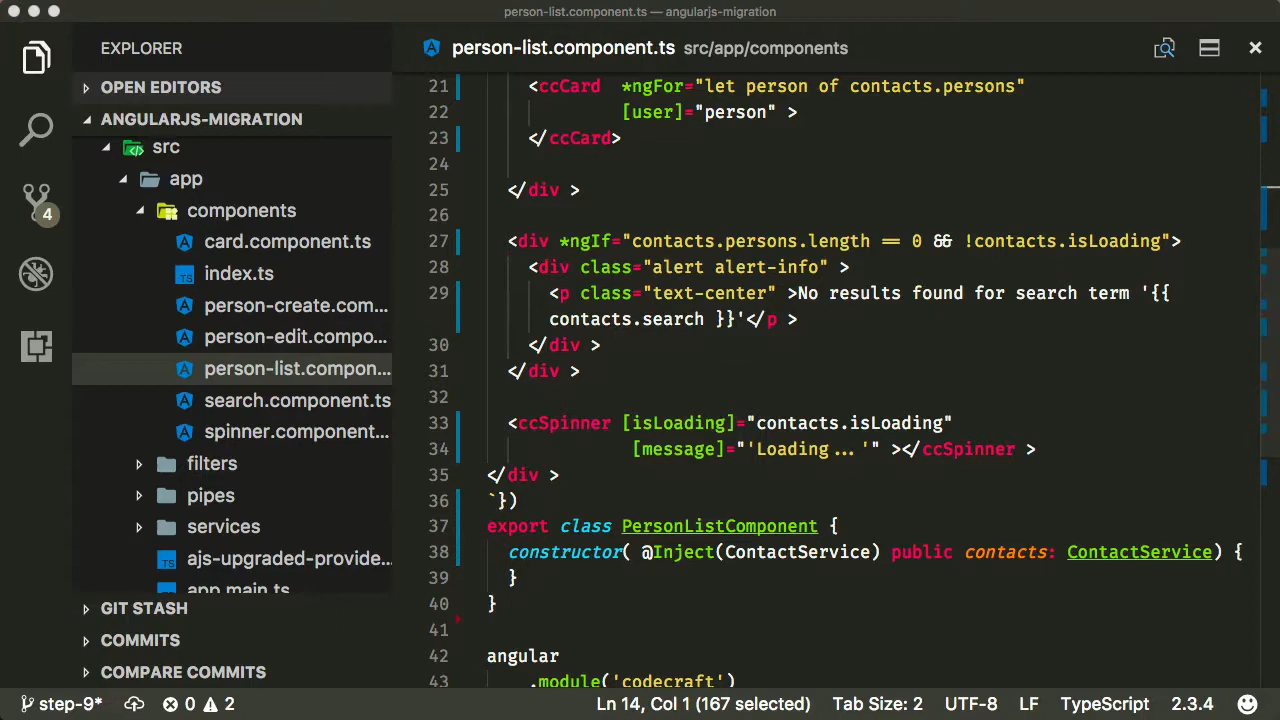 person-list.component.ts — angularjs-migration
EXPLORER
OPEN EDITORS
ANGULARJS-MIGRATION
src
app
components
card.component.ts
index.ts
person-create.com...
person-edit.compo...
person-list.compon...
search.component.ts
spinner.component...
filters
pipes
services
ajs-upgraded-provide...
app.main.ts
GIT STASH
COMMITS
COMPARE COMMITS
4
person-list.component.ts src/app/components
21 <ccCard *ngFor="let person of contacts.persons"
22 [user]="person" >
23 </ccCard>
24
25 </div >
26
27 <div *ngIf="contacts.persons.length == 0 && !contacts.isLoading">
28 <div class="alert alert-info" >
29 <p class="text-center" >No results found for search term '{{
contacts.search }}'</p >
30 </div >
31 </div >
32
33 <ccSpinner [isLoading]="contacts.isLoading"
34 [message]="'Loading...'" ></ccSpinner >
35 </div >
36 `})
37 export class PersonListComponent {
38 constructor( @Inject(ContactService) public contacts: ContactService) {
39 }
40 }
41
42 angular
43 .module('codecraft')
step-9* 0 2 Ln 14, Col 1 (167 selected) Tab Size: 2 UTF-8 LF TypeScript 2.3.4